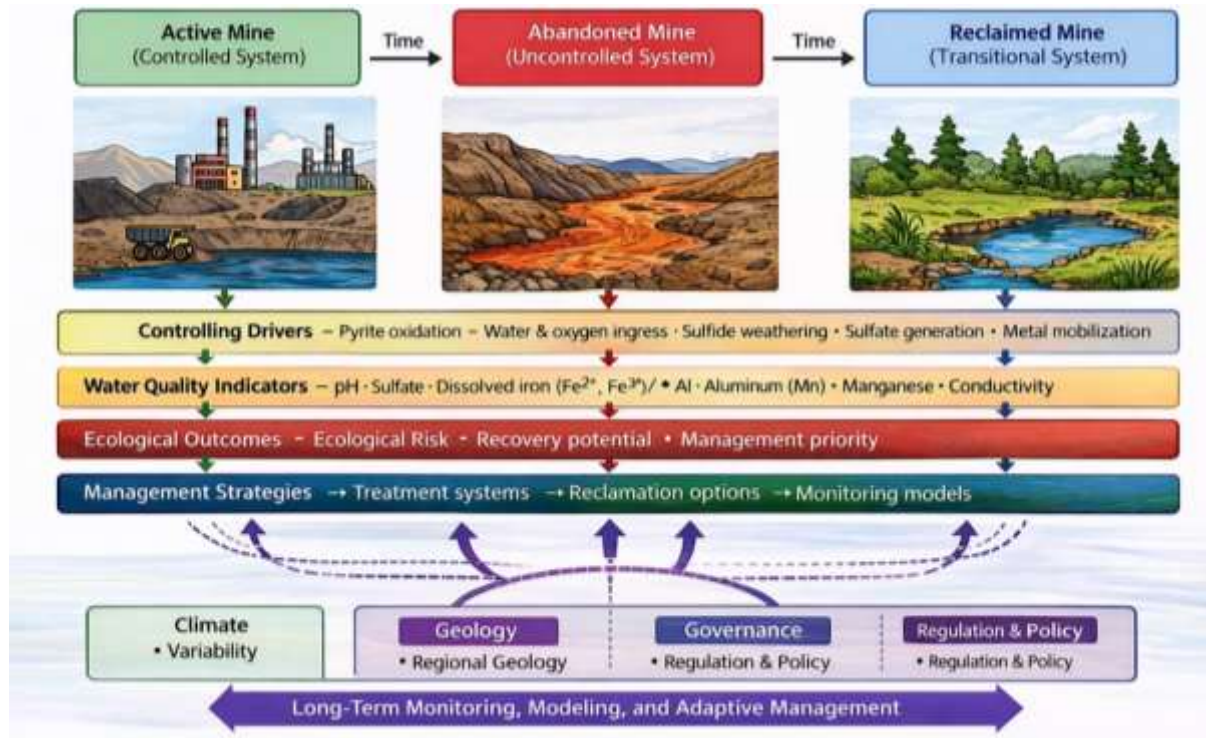 Active Mine
(Controlled System)
Time
Abandoned Mine
(Uncontrolled System)
Time
Reclaimed Mine
(Transitional System)
Controlling Drivers – Pyrite oxidation – Water & oxygen ingress · Sulfide weathering • Sulfate generation • Metal mobilization
Water Quality Indicators – pH · Sulfate · Dissolved iron (Fe²⁺, Fe³⁺)/ • Al · Aluminum (Mn) • Manganese • Conductivity
Ecological Outcomes – Ecological Risk - Recovery potential • Management priority
Management Strategies → Treatment systems → Reclamation options → Monitoring models
Climate
• Variability
Geology
• Regional Geology
Governance
• Regulation & Policy
Regulation & Policy
• Regulation & Policy
Long-Term Monitoring, Modeling, and Adaptive Management